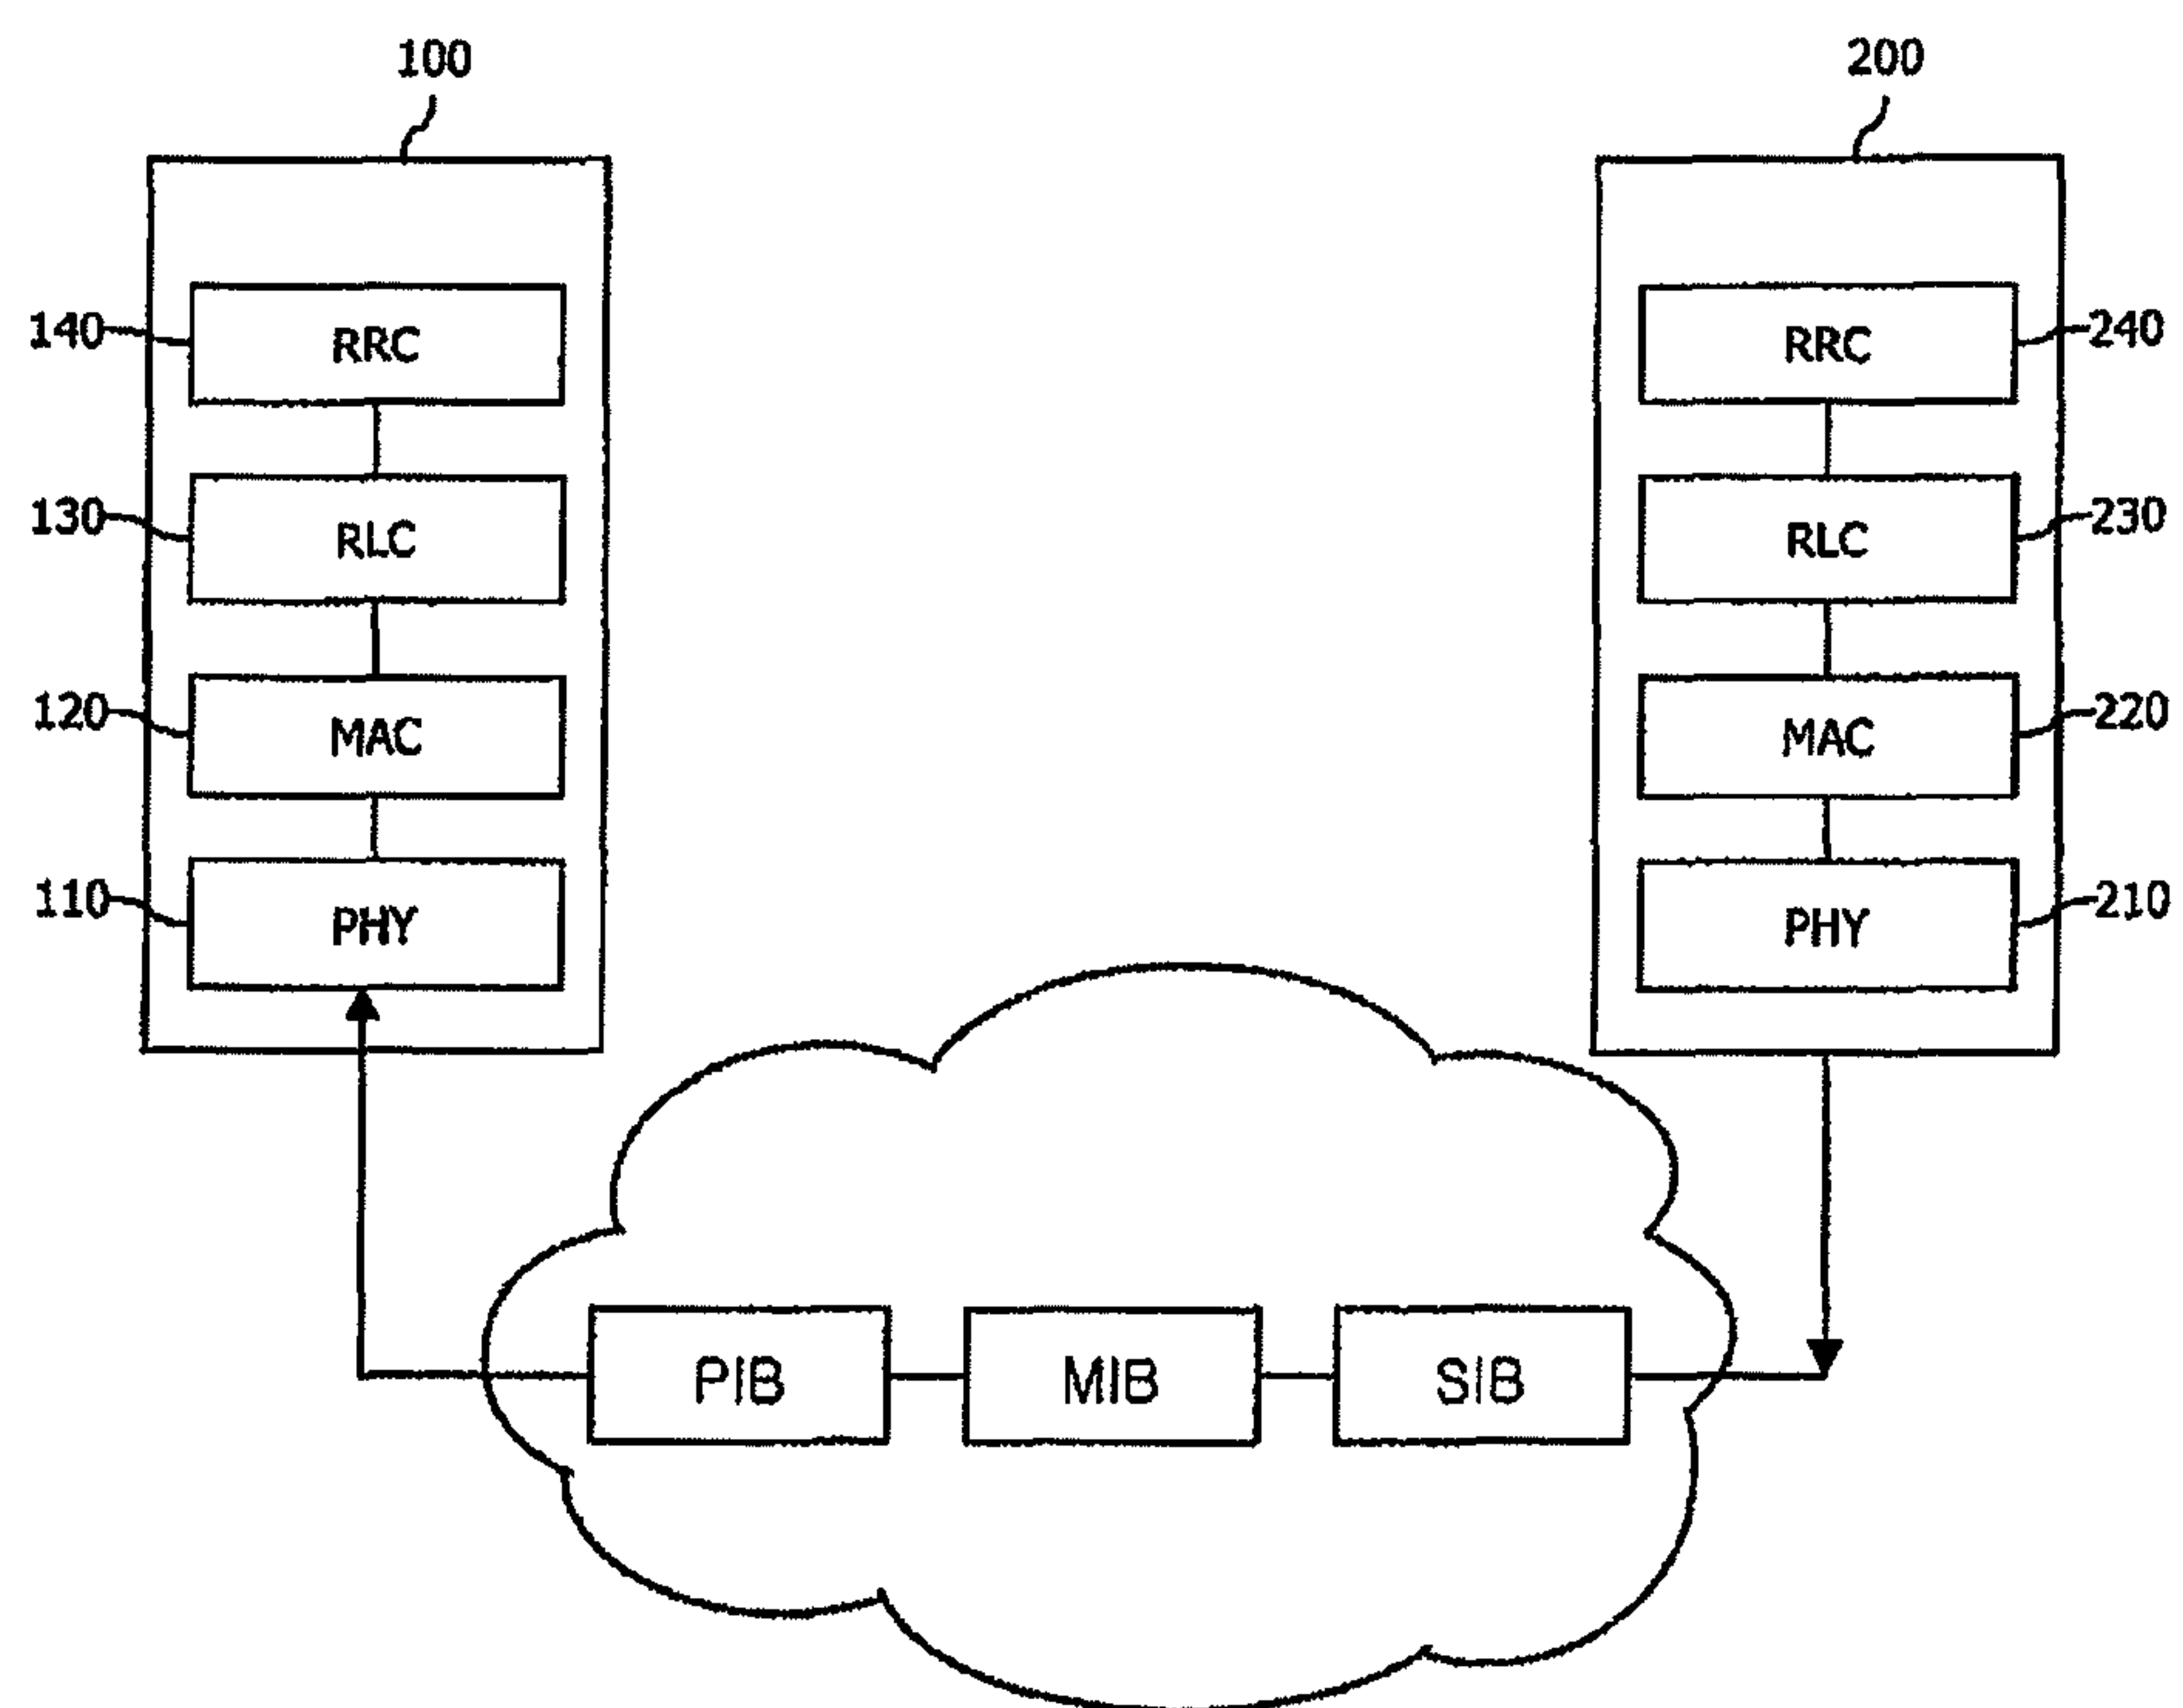 100 200
140 RRC RRC 240
130 RLC RLC 230
120 MAC MAC 220
110 PHY PHY 210
PIB MIB SIB